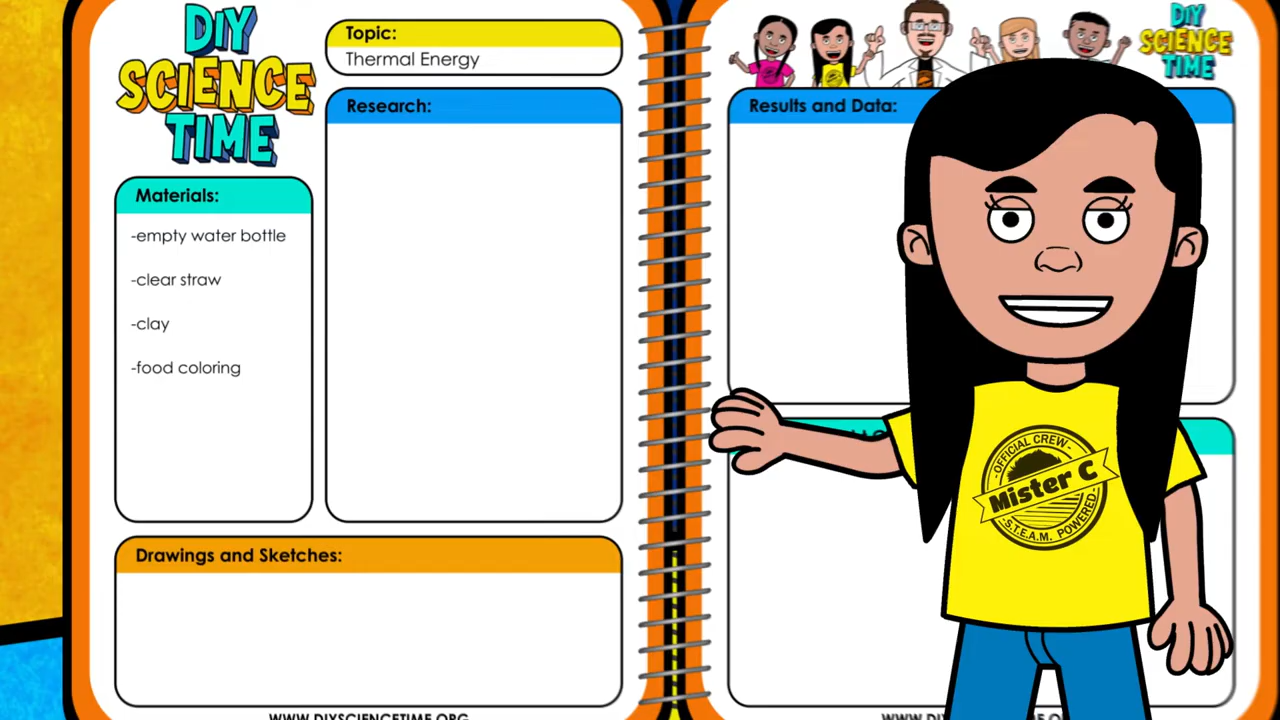 DIY
SCIENCE
TIME
Topic:
Thermal Energy
Research:
Materials:
-empty water bottle
-clear straw
-clay
-food coloring
Drawings and Sketches:
WWW.DIYSCIENCETIME.ORG
DIY
SCIENCE
TIME
Results and Data:
- OFFICIAL CREW -
Mister C
- S.T.E.A.M. POWERED -